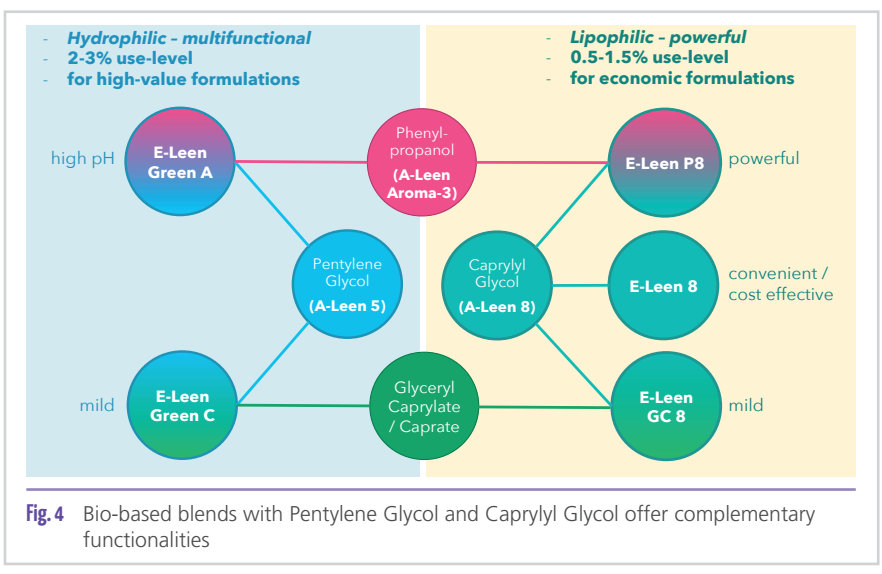 - Hydrophilic – multifunctional
- 2-3% use-level
- for high-value formulations
- Lipophilic – powerful
- 0.5-1.5% use-level
- for economic formulations
high pH
E-Leen
Green A
Phenyl-
propanol
(A-Leen
Aroma-3)
E-Leen P8
powerful
Pentylene
Glycol
(A-Leen 5)
Caprylyl
Glycol
(A-Leen 8)
E-Leen 8
convenient /
cost effective
mild
E-Leen
Green C
Glyceryl
Caprylate
/ Caprate
E-Leen
GC 8
mild
Fig. 4 Bio-based blends with Pentylene Glycol and Caprylyl Glycol offer complementary
functionalities